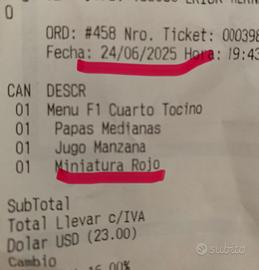 O
ORD: #458 Nro. Ticket: 000398
Fecha: 24/06/2025 Hora: 19:43
CAN DESCR
01 Menu F1 Cuarto Tocino
01 Papas Medianas
01 Jugo Manzana
01 Miniatura Rojo
SubTotal
Total Llevar c/IVA
Dolar USD (23.00)
Cambio
16.00%
subito